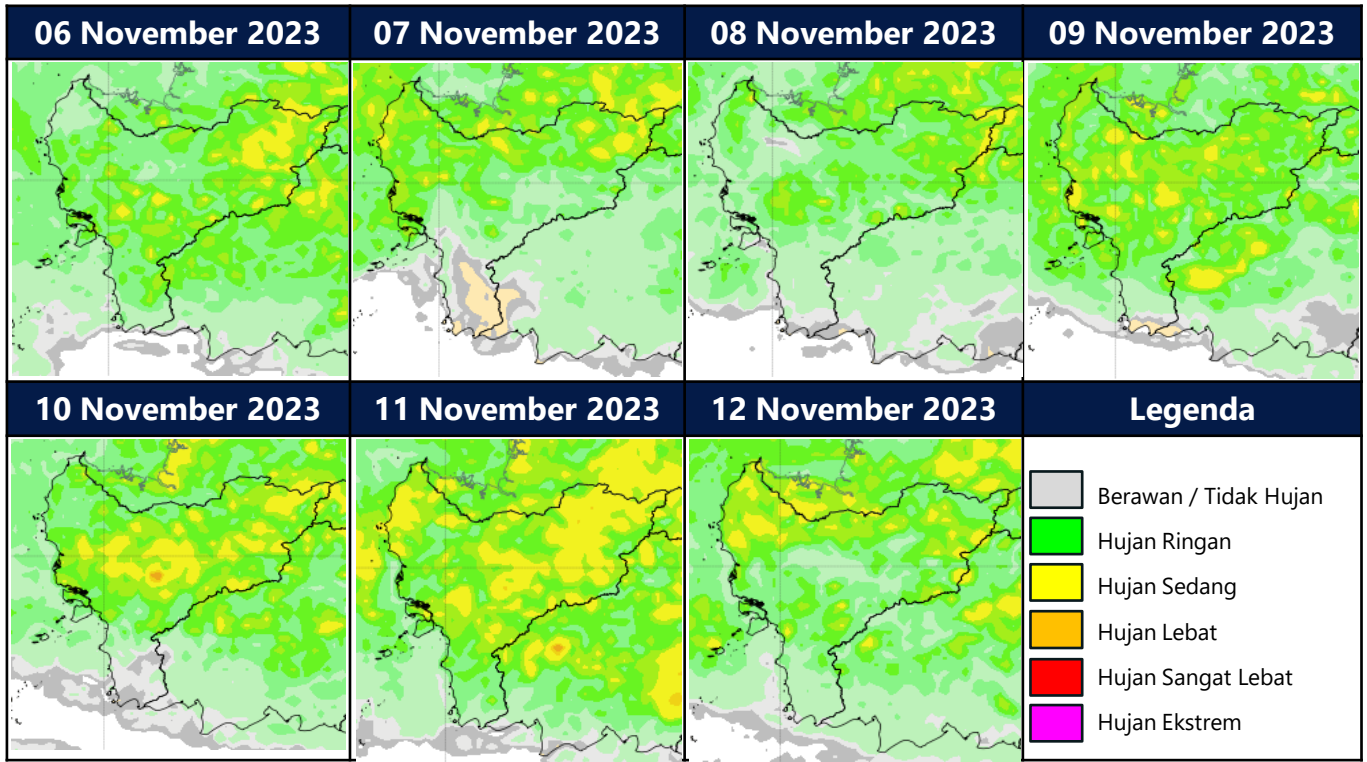 06 November 2023
07 November 2023
08 November 2023
09 November 2023
10 November 2023
11 November 2023
12 November 2023
Legenda
Berawan / Tidak Hujan
Hujan Ringan
Hujan Sedang
Hujan Lebat
Hujan Sangat Lebat
Hujan Ekstrem